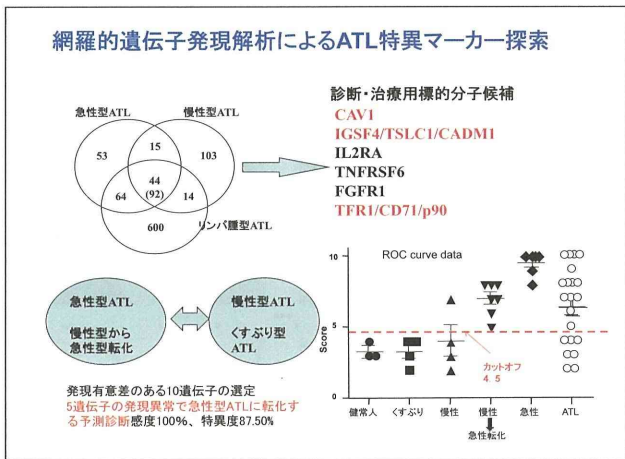 網羅的遺伝子発現解析によるATL特異マーカー探索
急性型ATL
慢性型ATL
53
15
103
44
(92)
64
14
600
リンパ腫型ATL
診断・治療用標的分子候補
CAV1
IGSF4/TSLC1/CADM1
IL2RA
TNFRSF6
FGFR1
TFR1/CD71/p90
急性型ATL
慢性型から
急性型転化
慢性型ATL
くすぶり型
ATL
発現有意差のある10遺伝子の選定
5遺伝子の発現異常で急性型ATLに転化す
る予測診断感度100%、特異度87.50%
ROC curve data
10
5
0
Score
カットオフ
4.5
健常人
くすぶり
慢性
慢性
急性転化
急性
ATL